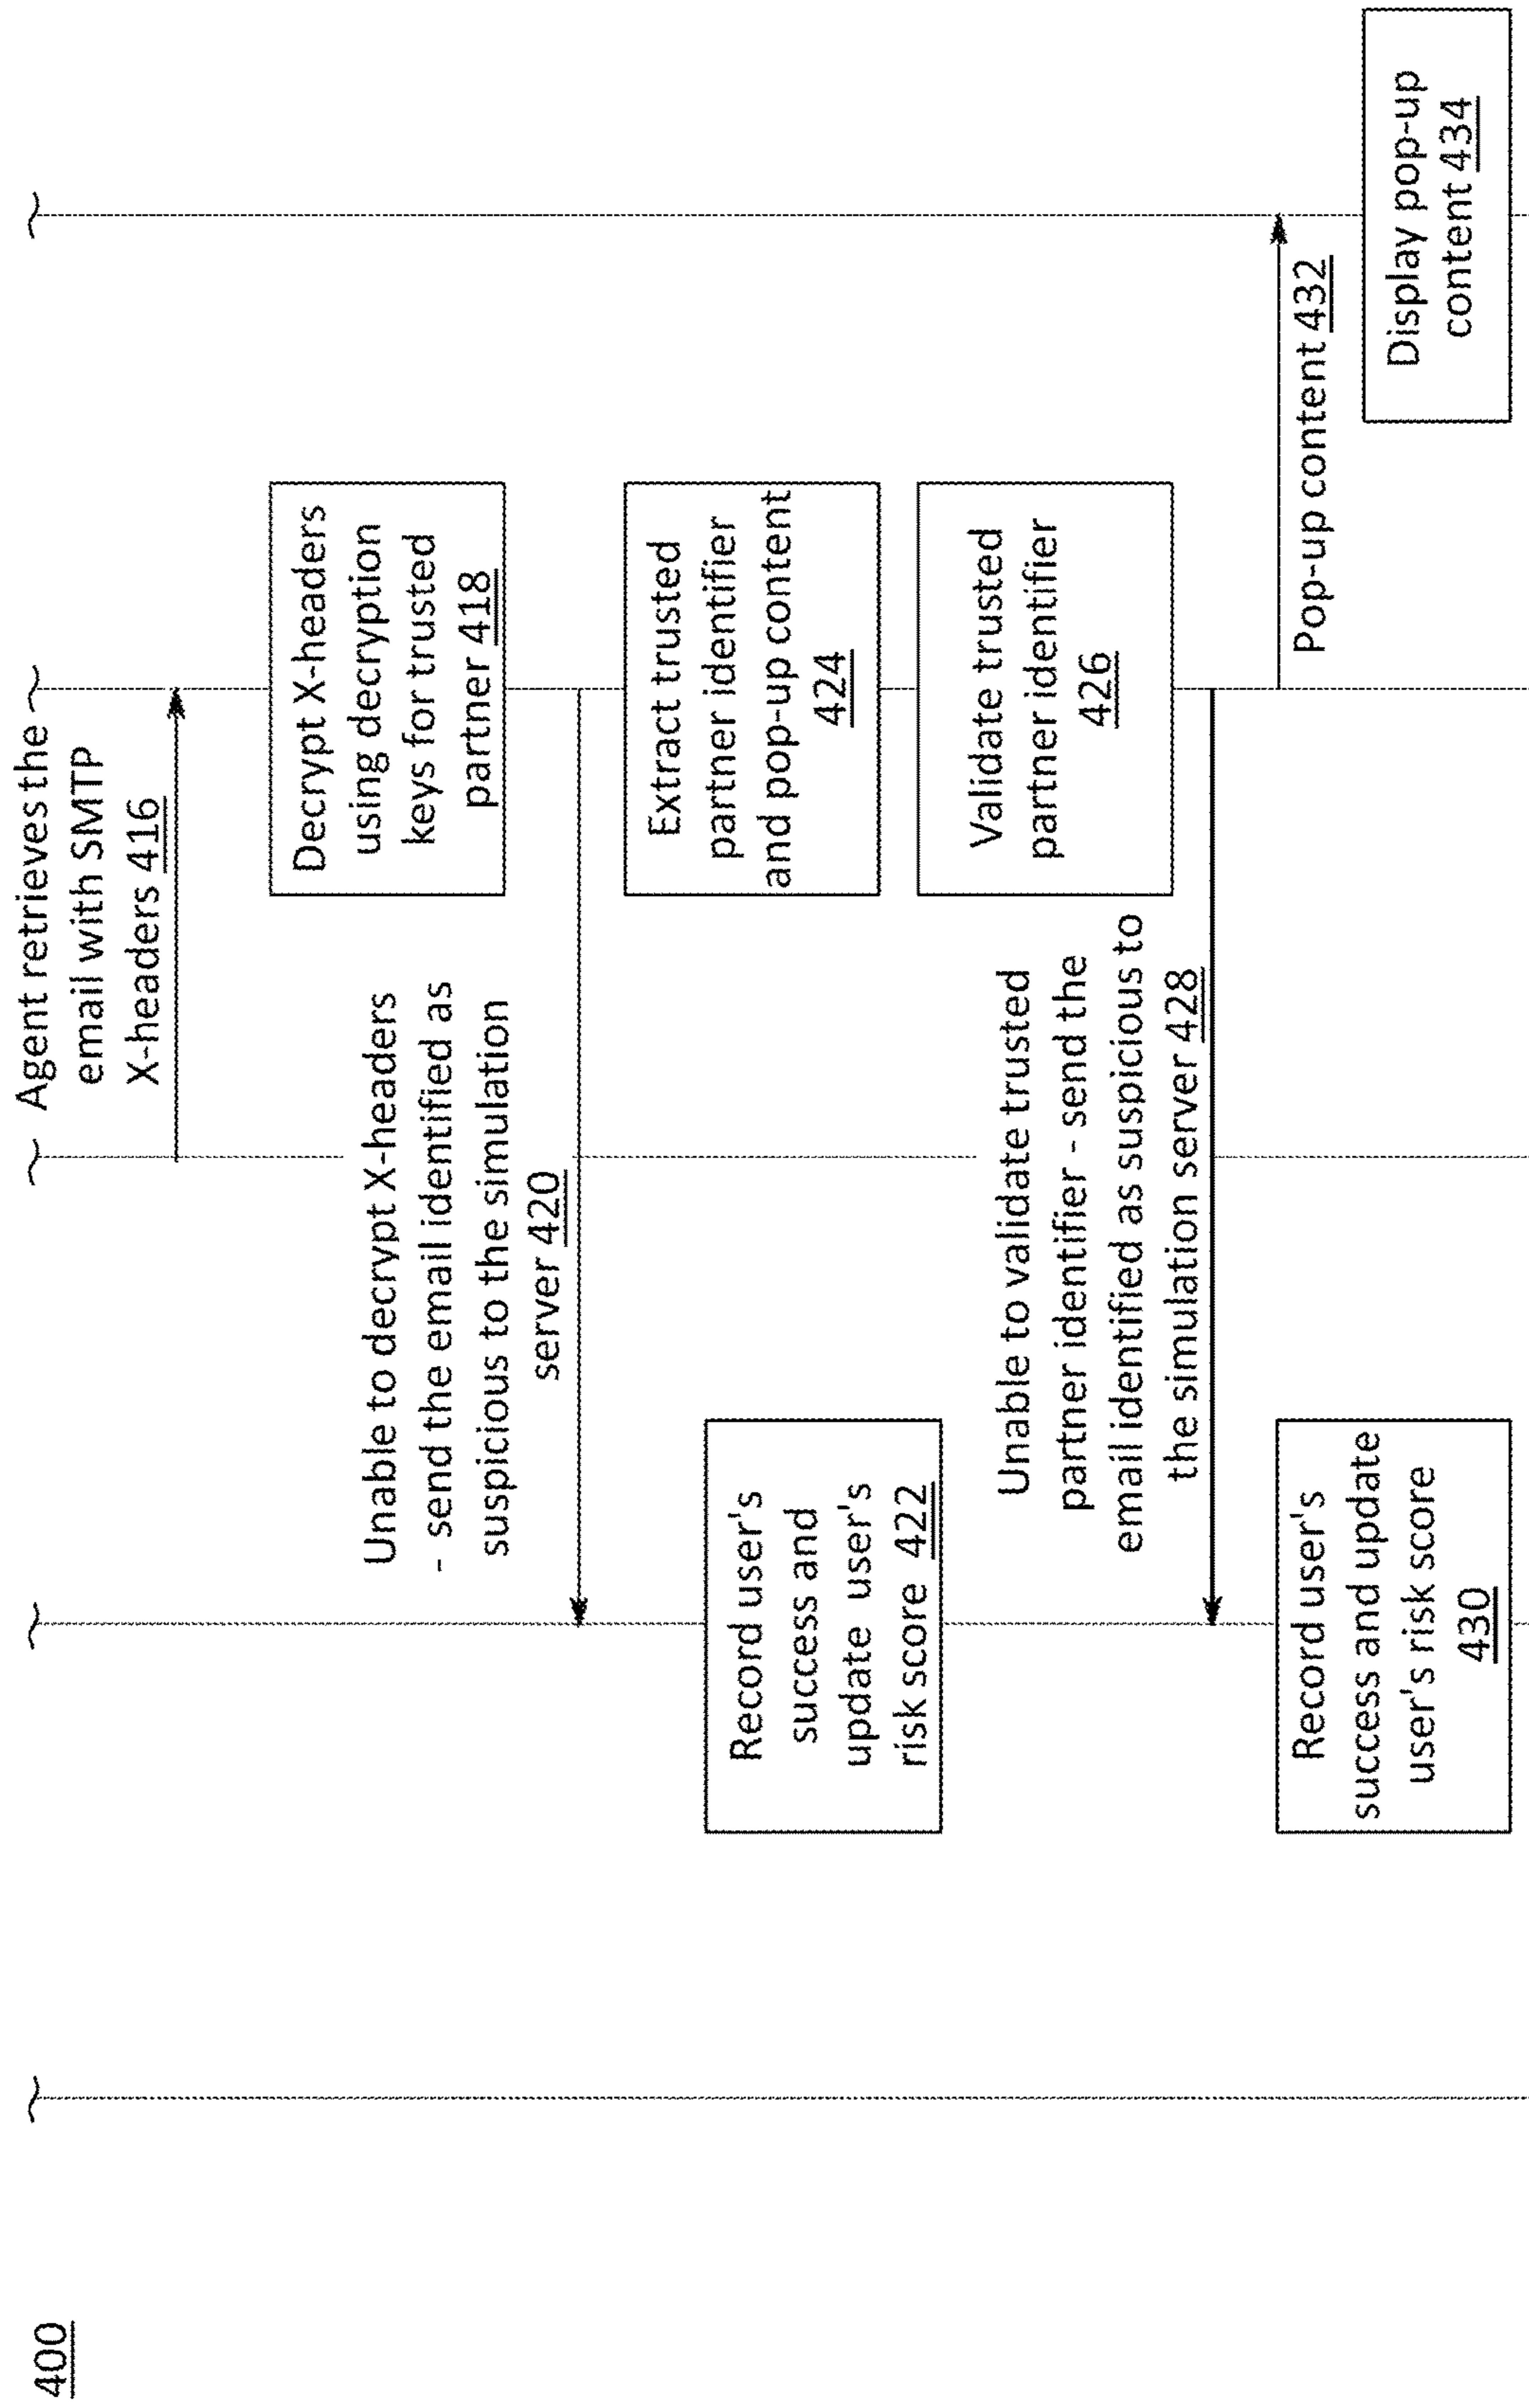 400
Agent retrieves the
email with SMTP
X-headers 416
Decrypt X-headers
using decryption
keys for trusted
partner 418
Unable to decrypt X-headers
- send the email identified as
suspicious to the simulation
server 420
Record user's
success and
update user's
risk score 422
Extract trusted
partner identifier
and pop-up content
424
Validate trusted
partner identifier
426
Unable to validate trusted
partner identifier - send the
email identified as suspicious to
the simulation server 428
Record user's
success and update
user's risk score
430
Pop-up content 432
Display pop-up
content 434